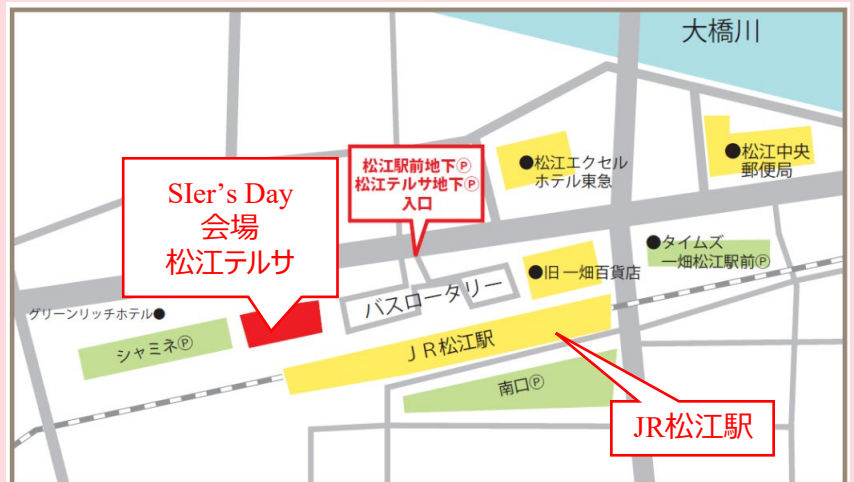 大橋川
SIer’s Day
会場
松江テルサ
松江駅前地下Ⓟ
松江テルサ地下Ⓟ
入口
●松江エクセル
ホテル東急
●松江中央
郵便局
●タイムズ
一畑松江駅前Ⓟ
●旧一畑百貨店
バスロータリー
グリーンリッチホテル●
シャミネⓅ
ＪＲ松江駅
南口Ⓟ
JR松江駅